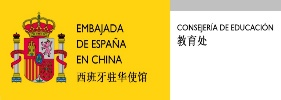 EMBAJADA
DE ESPAÑA
EN CHINA
西班牙驻华使馆
CONSEJERÍA DE EDUCACIÓN
教育处